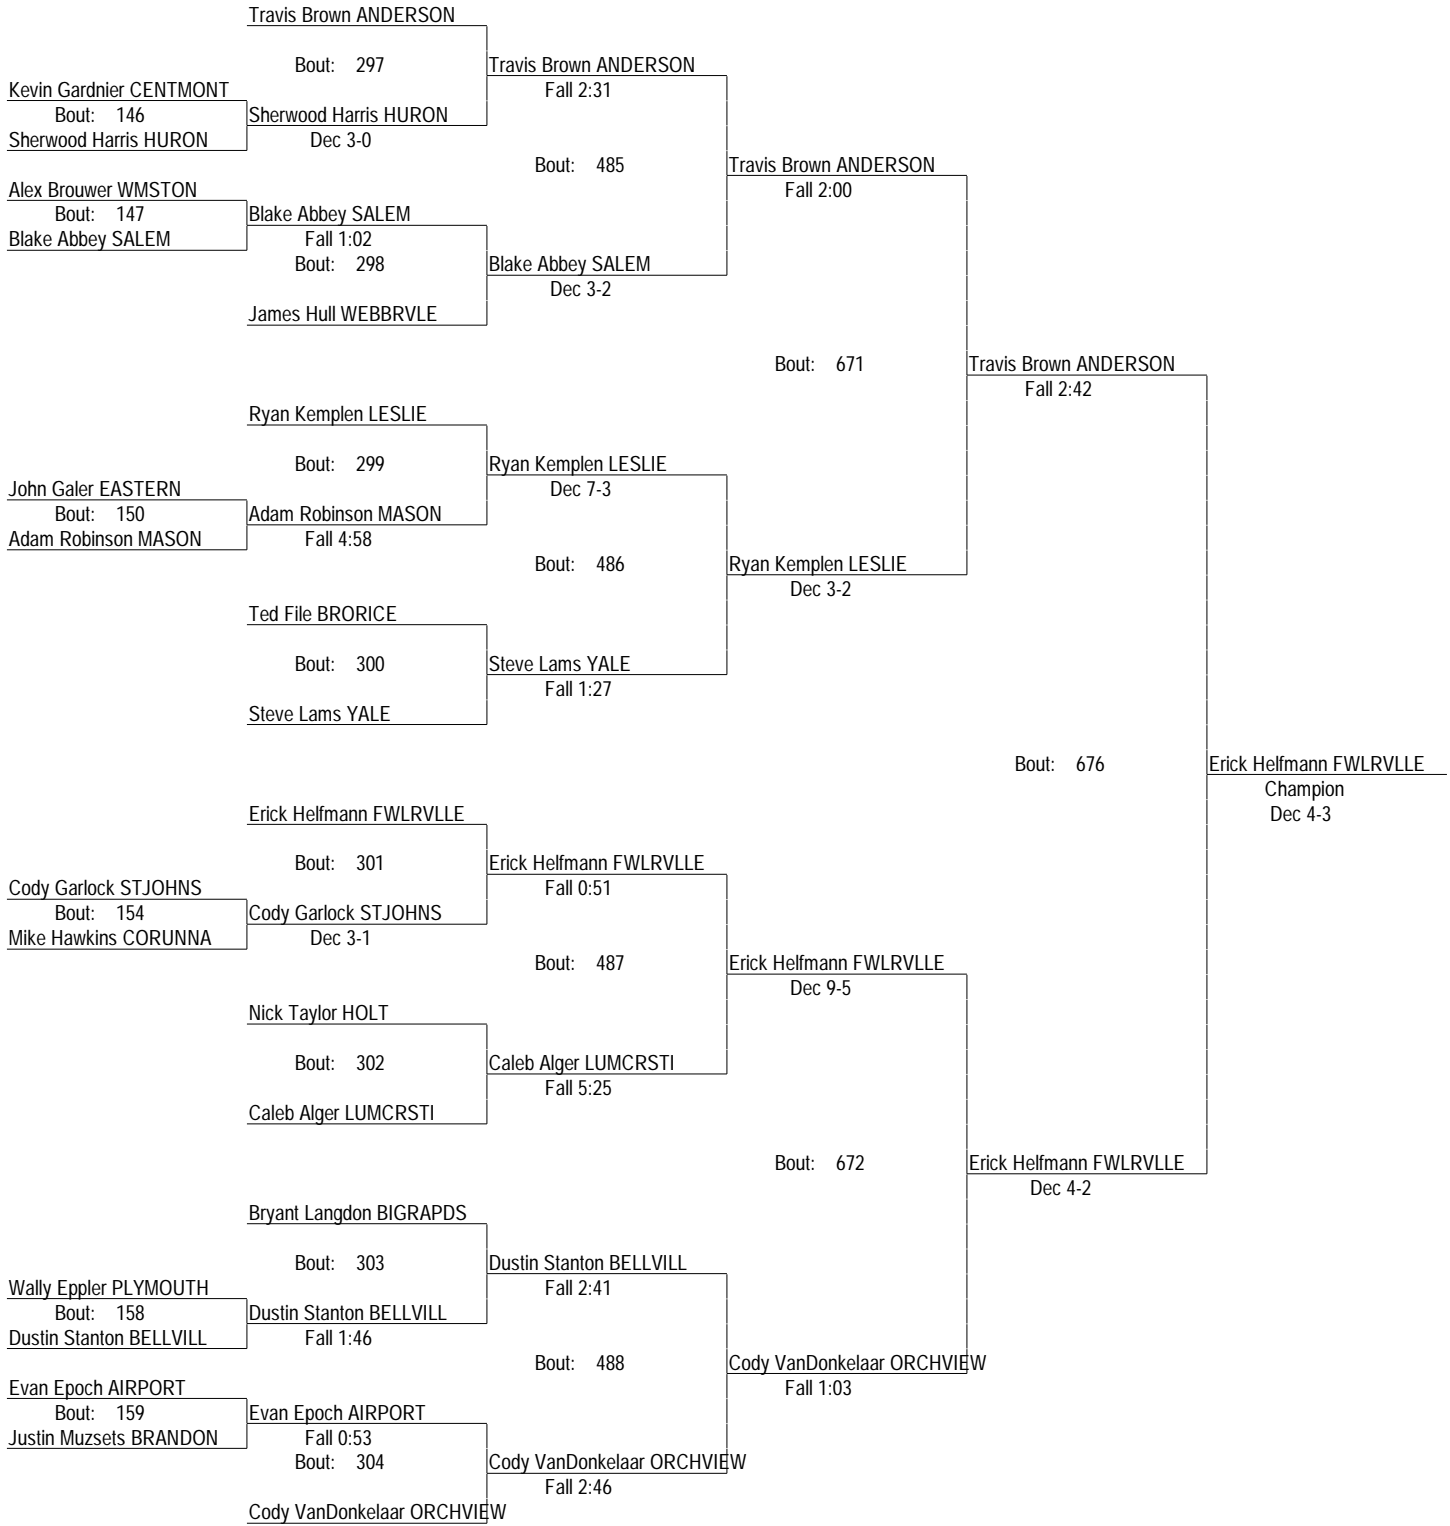 Travis Brown ANDERSON
Bout: 297
Travis Brown ANDERSON
Kevin Gardnier CENTMONT
Fall 2:31
Bout: 146
Sherwood Harris HURON
Sherwood Harris HURON
Dec 3-0
Bout: 485
Travis Brown ANDERSON
Alex Brouwer WMSTON
Fall 2:00
Bout: 147
Blake Abbey SALEM
Blake Abbey SALEM
Fall 1:02
Bout: 298
Blake Abbey SALEM
Dec 3-2
James Hull WEBBRVLE
Bout: 671
Travis Brown ANDERSON
Fall 2:42
Ryan Kemplen LESLIE
Bout: 299
Ryan Kemplen LESLIE
John Galer EASTERN
Dec 7-3
Bout: 150
Adam Robinson MASON
Adam Robinson MASON
Fall 4:58
Bout: 486
Ryan Kemplen LESLIE
Dec 3-2
Ted File BRORICE
Bout: 300
Steve Lams YALE
Fall 1:27
Steve Lams YALE
Bout: 676
Erick Helfmann FWLRVLLE
Champion
Dec 4-3
Erick Helfmann FWLRVLLE
Bout: 301
Erick Helfmann FWLRVLLE
Cody Garlock STJOHNS
Fall 0:51
Bout: 154
Cody Garlock STJOHNS
Mike Hawkins CORUNNA
Dec 3-1
Bout: 487
Erick Helfmann FWLRVLLE
Dec 9-5
Nick Taylor HOLT
Bout: 302
Caleb Alger LUMCRSTI
Fall 5:25
Caleb Alger LUMCRSTI
Bout: 672
Erick Helfmann FWLRVLLE
Dec 4-2
Bryant Langdon BIGRAPDS
Bout: 303
Dustin Stanton BELLVILL
Wally Eppler PLYMOUTH
Fall 2:41
Bout: 158
Dustin Stanton BELLVILL
Dustin Stanton BELLVILL
Fall 1:46
Bout: 488
Cody VanDonkelaar ORCHVIEW
Evan Epoch AIRPORT
Fall 1:03
Bout: 159
Evan Epoch AIRPORT
Justin Muzsets BRANDON
Fall 0:53
Bout: 304
Cody VanDonkelaar ORCHVIEW
Fall 2:46
Cody VanDonkelaar ORCHVIEW